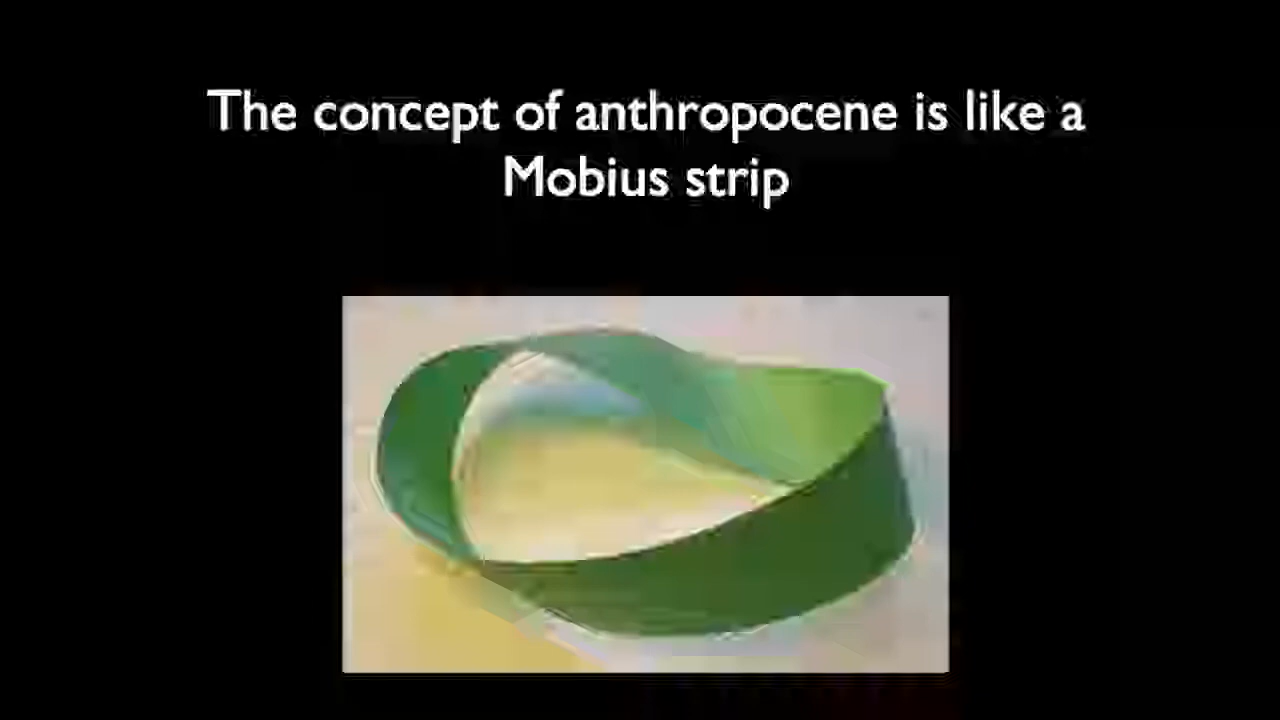 The concept of anthropocene is like a
Mobius strip